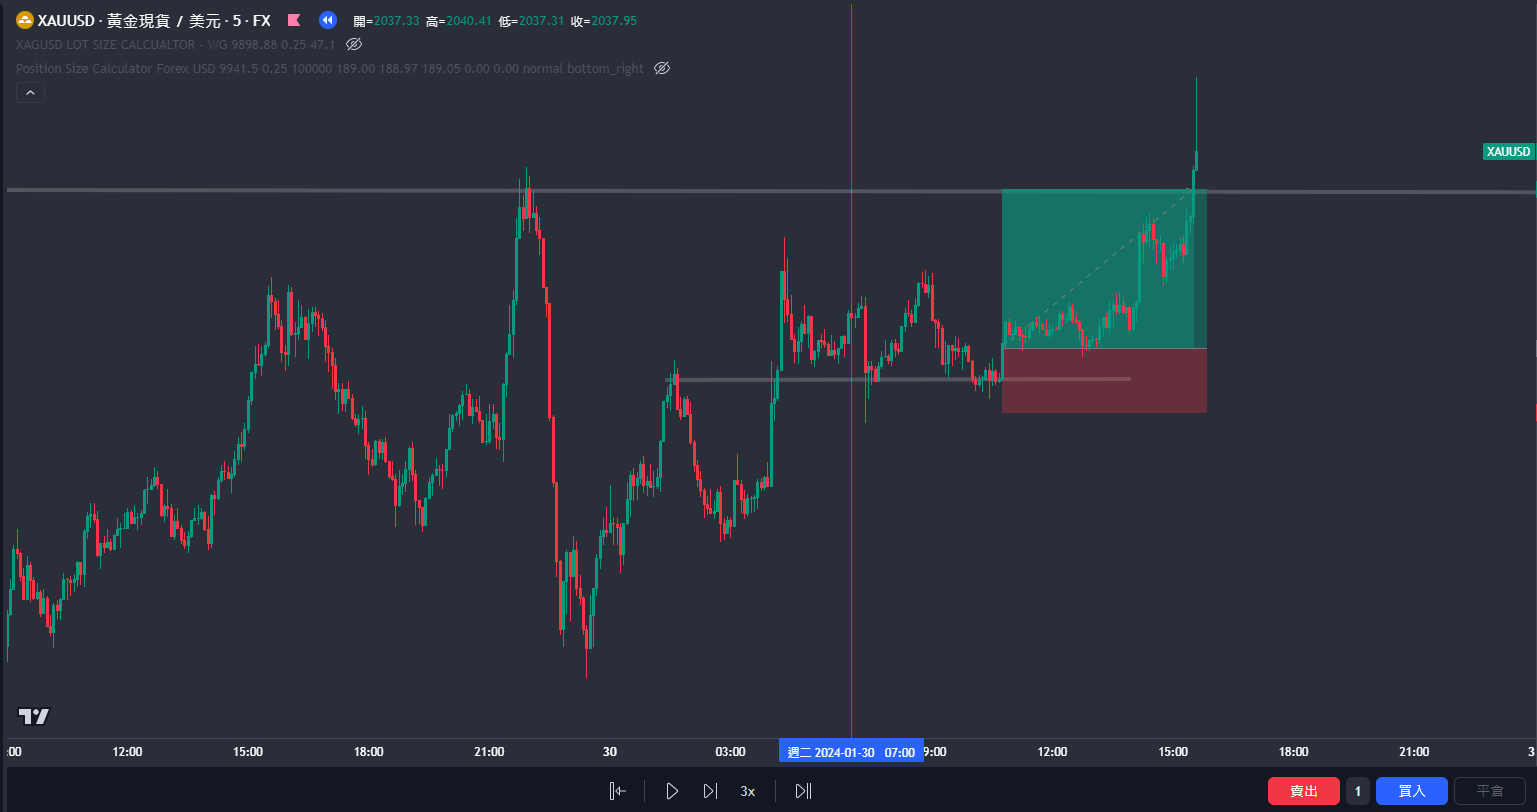 XAUUSD · 黃金現貨 / 美元 · 5 · FX 開=2037.33 高=2040.41 低=2037.31 收=2037.95
XAGUSD LOT SIZE CALCUALTOR - WG 9898.88 0.25 47.1
Position Size Calculator Forex USD 9941.5 0.25 100000 189.00 188.97 189.05 0.00 0.00 normal bottom_right
XAUUSD
:00 12:00 15:00 18:00 21:00 30 03:00 週二 2024-01-30 07:00 9:00 12:00 15:00 18:00 21:00 3
3x 賣出 1 買入 平倉